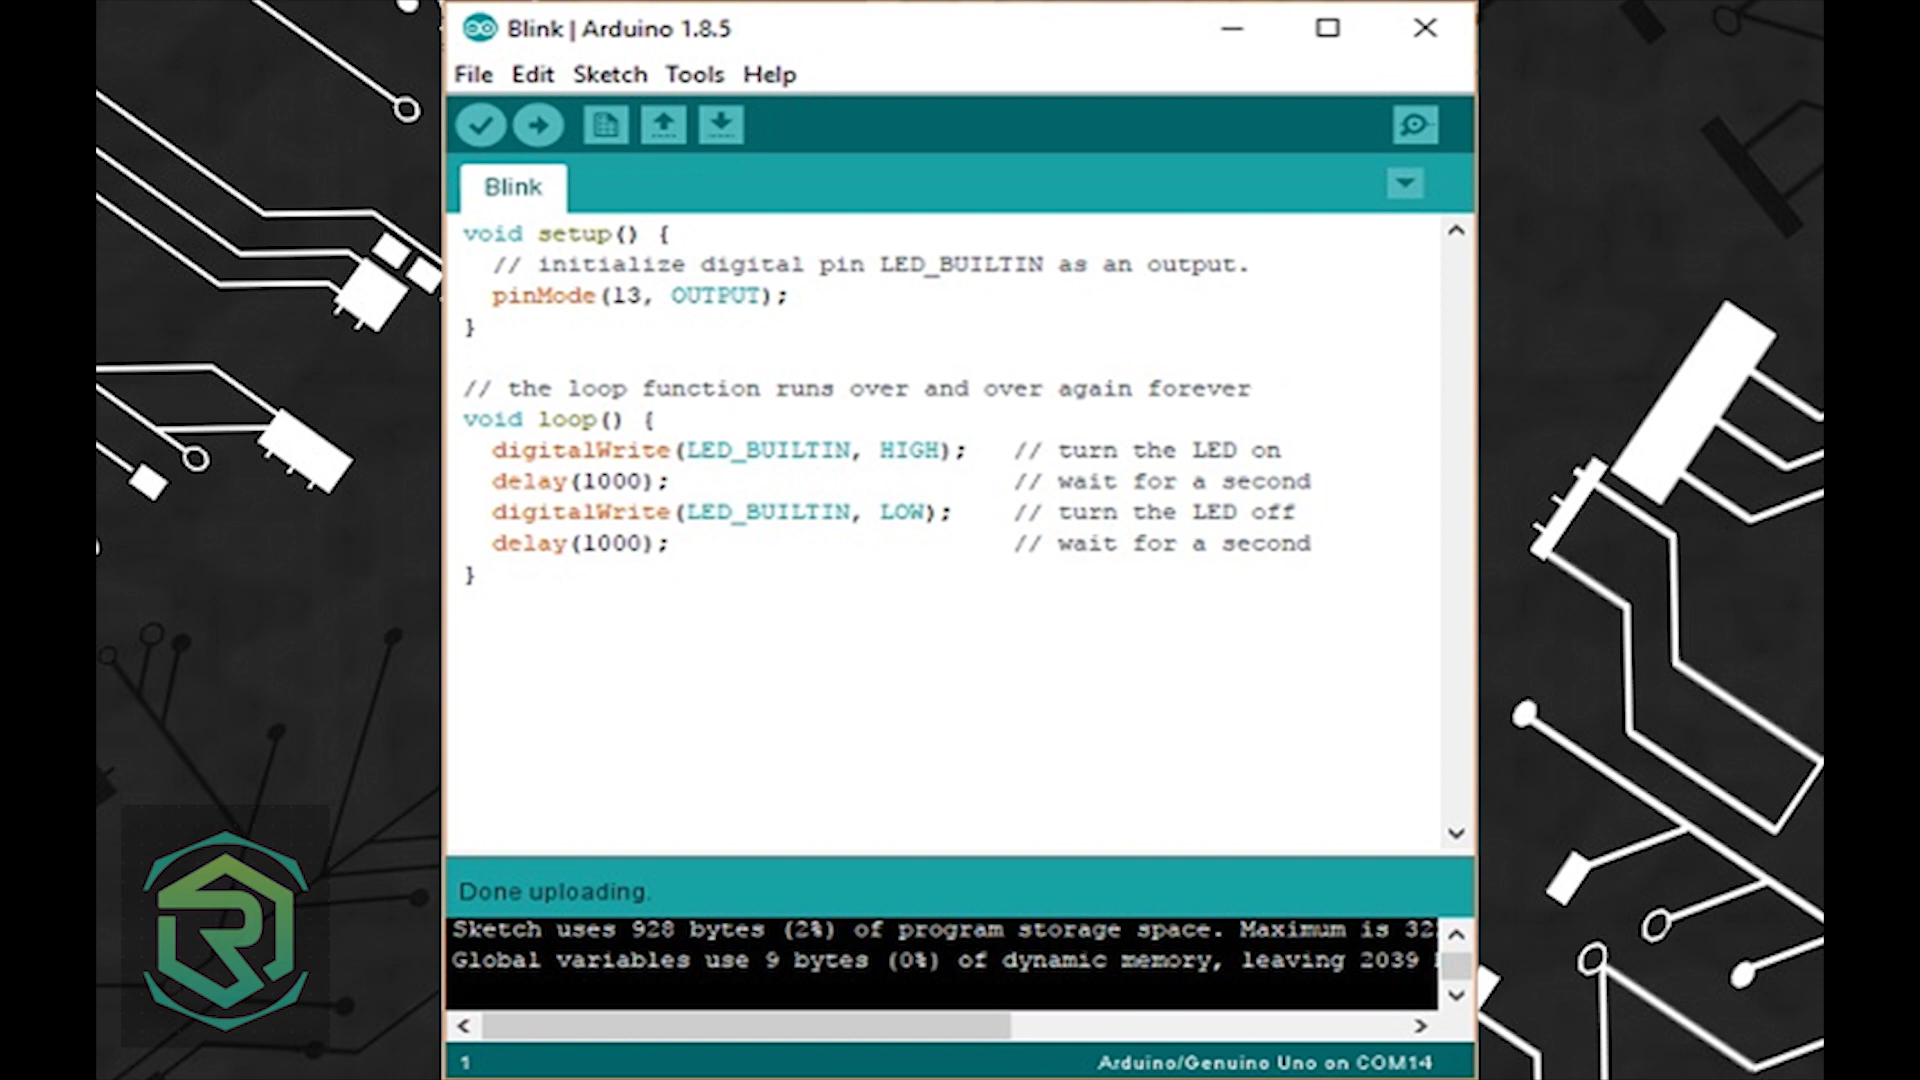 Blink | Arduino 1.8.5
File Edit Sketch Tools Help
Blink
void setup() {
  // initialize digital pin LED_BUILTIN as an output.
  pinMode(13, OUTPUT);
}

// the loop function runs over and over again forever
void loop() {
  digitalWrite(LED_BUILTIN, HIGH);   // turn the LED on
  delay(1000);                       // wait for a second
  digitalWrite(LED_BUILTIN, LOW);    // turn the LED off
  delay(1000);                       // wait for a second
}
Done uploading.
Sketch uses 928 bytes (2%) of program storage space. Maximum is 32
Global variables use 9 bytes (0%) of dynamic memory, leaving 2039
1 Arduino/Genuino Uno on COM14